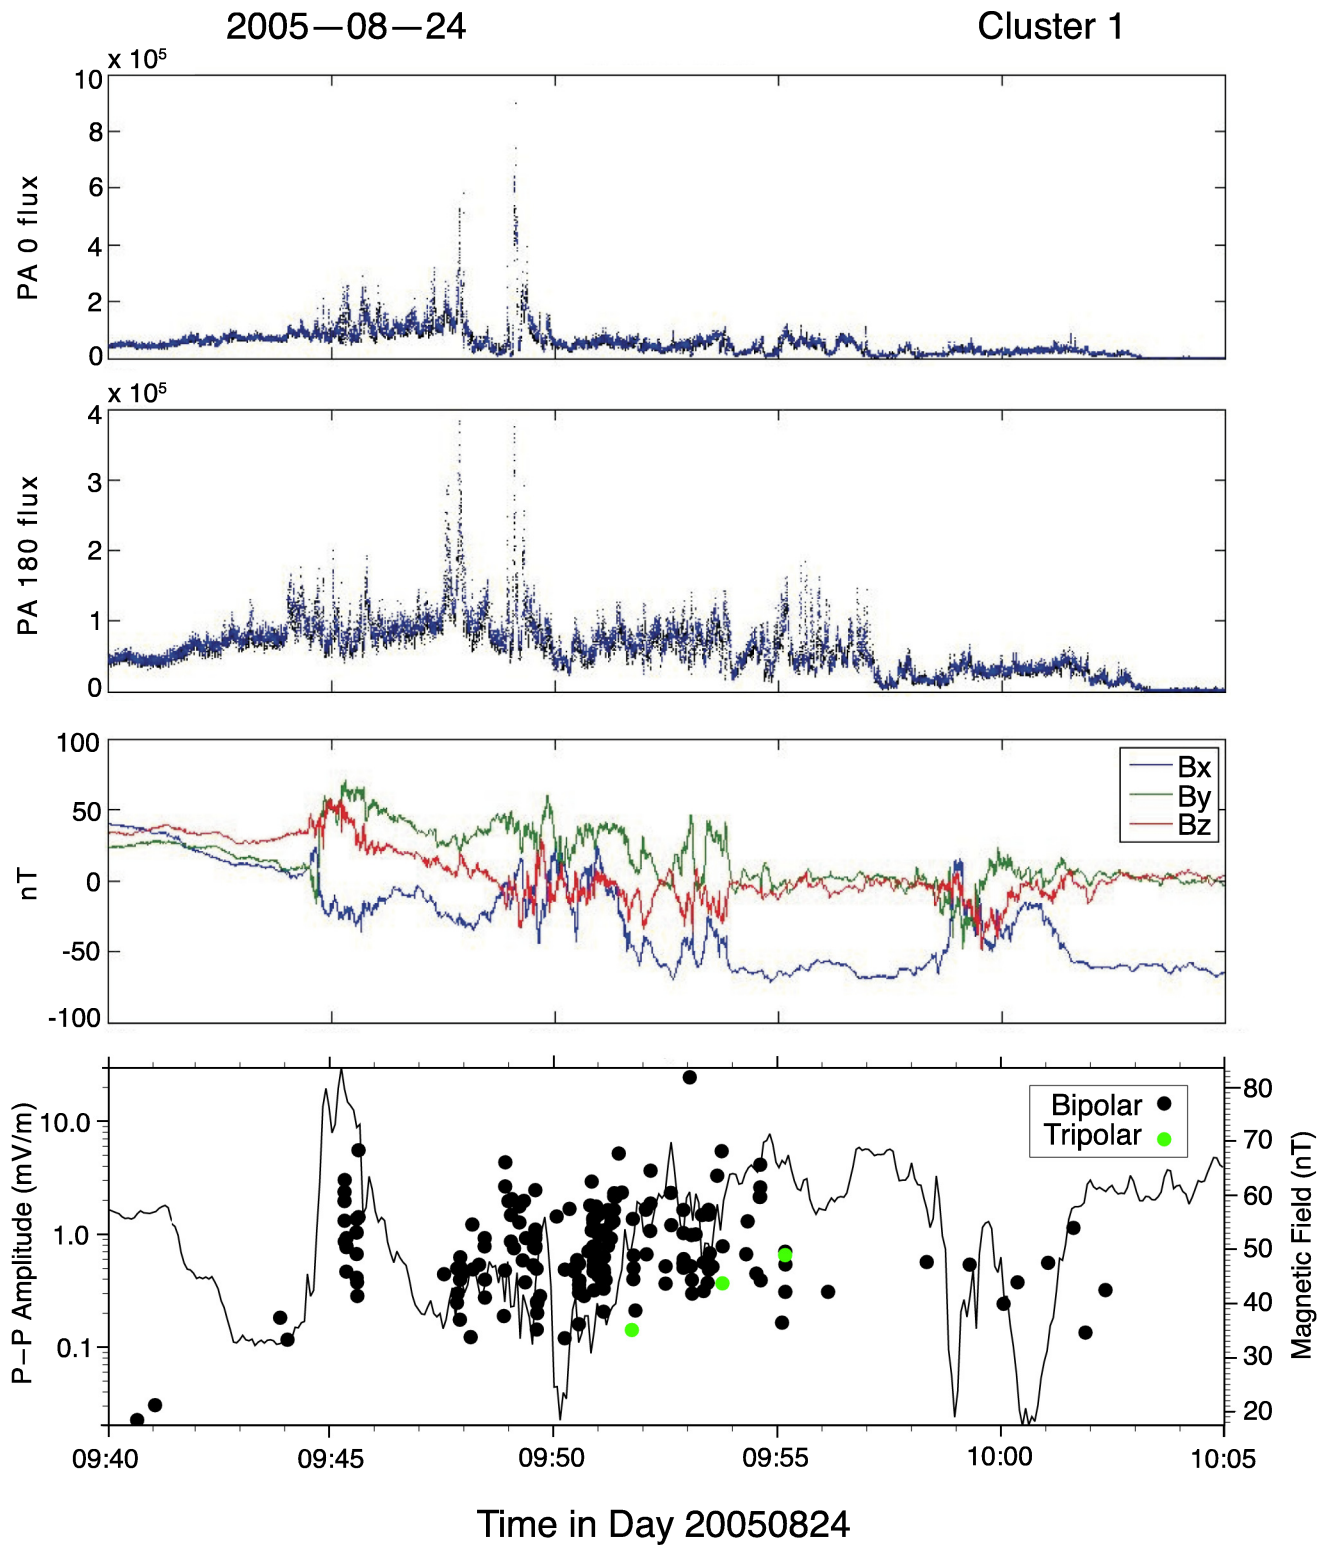 2005—08—24 Cluster 1
x 10⁵
10
8
6
4
2
0
PA 0 flux
x 10⁵
4
3
2
1
0
PA 180 flux
100
50
0
-50
-100
nT
Bx
By
Bz
10.0
1.0
0.1
P–P Amplitude (mV/m)
Bipolar
Tripolar
80
70
60
50
40
30
20
Magnetic Field (nT)
09:40 09:45 09:50 09:55 10:00 10:05
Time in Day 20050824